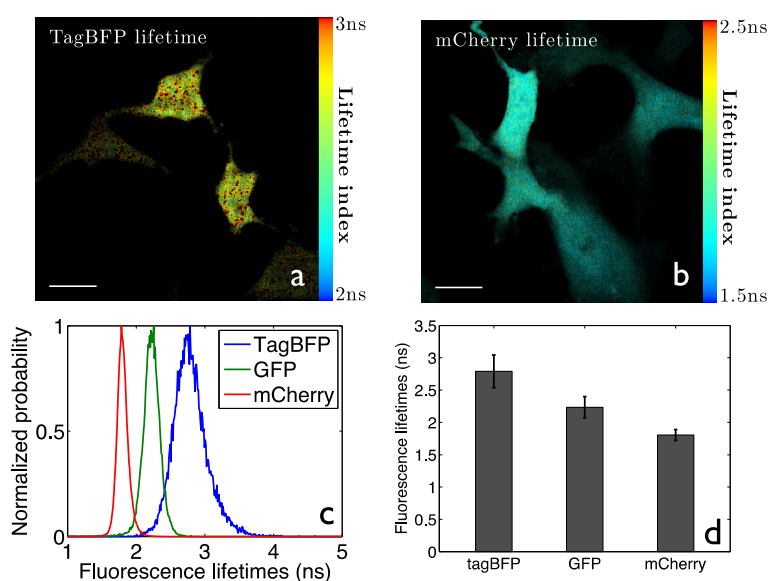 TagBFP lifetime
3ns
Lifetime index
2ns
a
mCherry lifetime
2.5ns
Lifetime index
1.5ns
b
Normalized probability
1
0.5
0
TagBFP
GFP
mCherry
c
1 2 3 4 5
Fluorescence lifetimes (ns)
Fluorescence lifetimes (ns)
3.5
3
2.5
2
1.5
1
0.5
0
d
tagBFP GFP mCherry